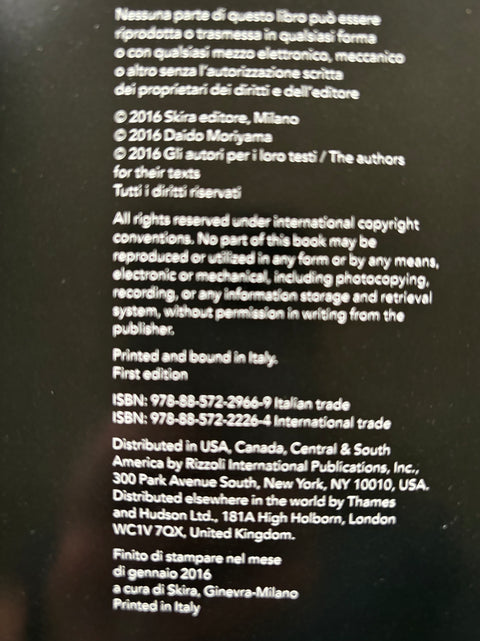 Nessuna parte di questo libro può essere
riprodotta o trasmessa in qualsiasi forma
o con qualsiasi mezzo elettronico, meccanico
o altro senza l'autorizzazione scritta
dei proprietari dei diritti e dell'editore
© 2016 Skira editore, Milano
© 2016 Daido Moriyama
© 2016 Gli autori per i loro testi / The authors
for their texts
Tutti i diritti riservati
All rights reserved under international copyright
conventions. No part of this book may be
reproduced or utilized in any form or by any means,
electronic or mechanical, including photocopying,
recording, or any information storage and retrieval
system, without permission in writing from the
publisher.
Printed and bound in Italy.
First edition
ISBN: 978-88-572-2966-9 Italian trade
ISBN: 978-88-572-2226-4 International trade
Distributed in USA, Canada, Central & South
America by Rizzoli International Publications, Inc.,
300 Park Avenue South, New York, NY 10010, USA.
Distributed elsewhere in the world by Thames
and Hudson Ltd., 181A High Holborn, London
WC1V 7QX, United Kingdom.
Finito di stampare nel mese
di gennaio 2016
a cura di Skira, Ginevra-Milano
Printed in Italy